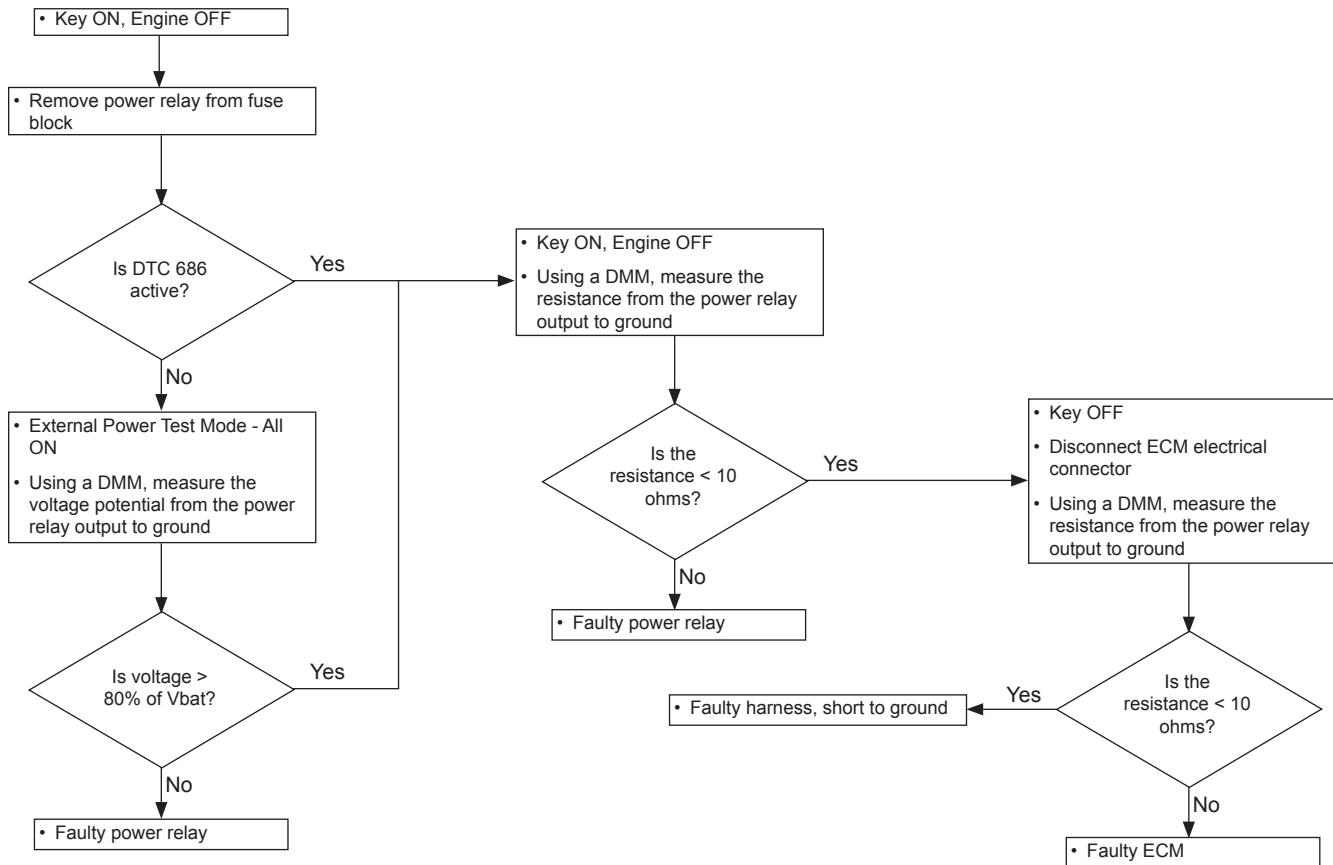 • Key ON, Engine OFF
• Remove power relay from fuse
block
Is DTC 686
active?
Yes
No
• External Power Test Mode - All
ON
• Using a DMM, measure the
voltage potential from the power
relay output to ground
Is voltage >
80% of Vbat?
Yes
No
• Faulty power relay
• Key ON, Engine OFF
• Using a DMM, measure the
resistance from the power relay
output to ground
Is the
resistance < 10
ohms?
Yes
No
• Faulty power relay
• Key OFF
• Disconnect ECM electrical
connector
• Using a DMM, measure the
resistance from the power relay
output to ground
Is the
resistance < 10
ohms?
Yes
• Faulty harness, short to ground
No
• Faulty ECM